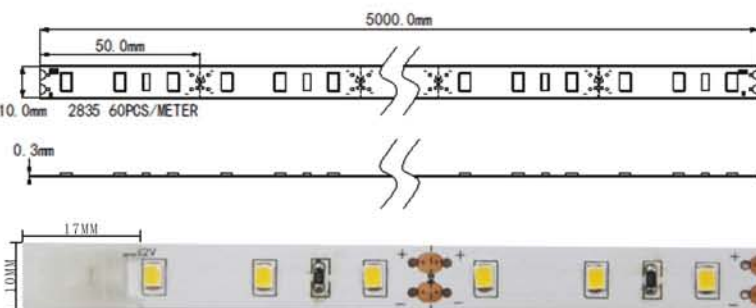 5000.0mm
50.0mm
10.0mm 2835 60PCS/METER
0.3mm
17MM
12V
10MM
+ +
- -